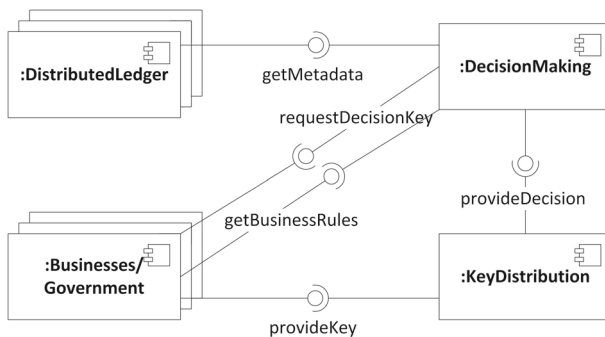 :DistributedLedger
:DecisionMaking
getMetadata
requestDecisionKey
provideDecision
getBusinessRules
:Businesses/
Government
:KeyDistribution
provideKey